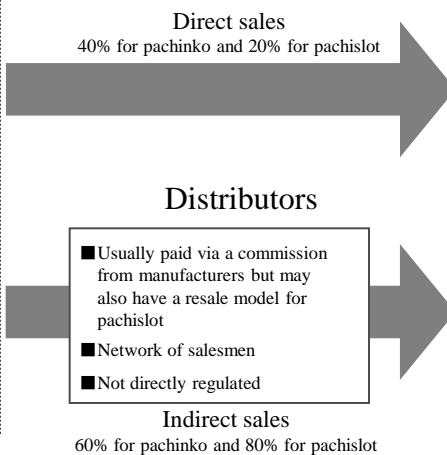 Direct sales
40% for pachinko and 20% for pachislot
Distributors
■ Usually paid via a commission
from manufacturers but may
also have a resale model for
pachislot
■ Network of salesmen
■ Not directly regulated
Indirect sales
60% for pachinko and 80% for pachislot